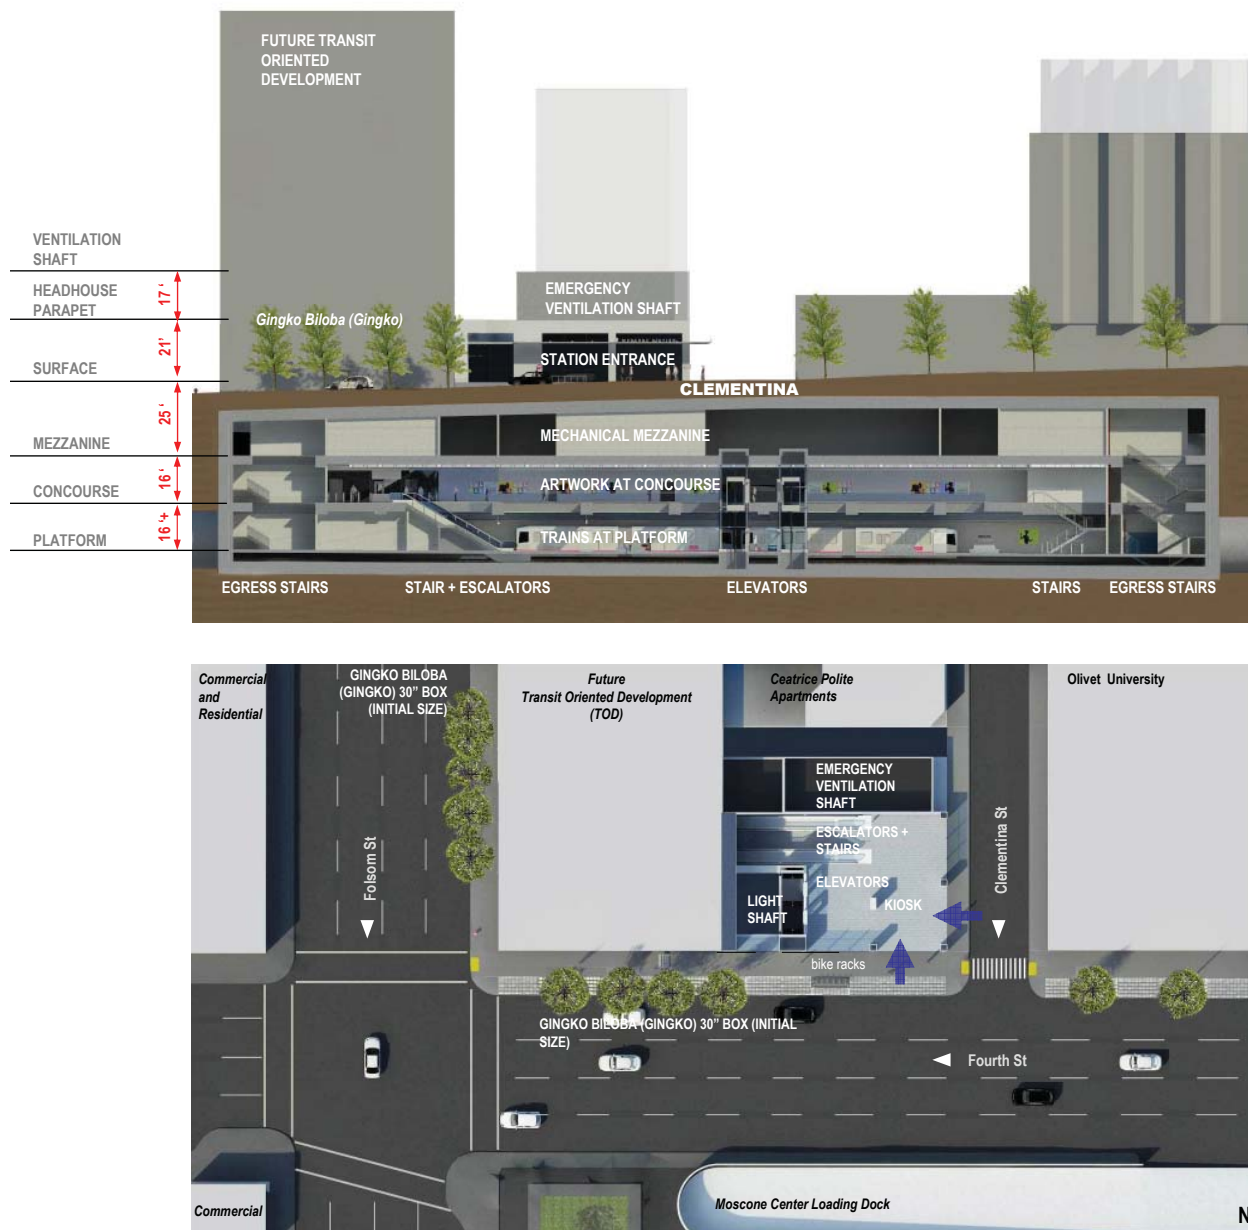 FUTURE TRANSIT
ORIENTED
DEVELOPMENT
VENTILATION
SHAFT
HEADHOUSE
PARAPET
17 '
EMERGENCY
VENTILATION SHAFT
Gingko Biloba (Gingko)
21'
SURFACE
STATION ENTRANCE
CLEMENTINA
25 '
MEZZANINE
MECHANICAL MEZZANINE
16 '
CONCOURSE
ARTWORK AT CONCOURSE
16 '+
PLATFORM
TRAINS AT PLATFORM
EGRESS STAIRS
STAIR + ESCALATORS
ELEVATORS
STAIRS
EGRESS STAIRS
Commercial
and
Residential
GINGKO BILOBA
(GINGKO) 30” BOX
(INITIAL SIZE)
Future
Transit Oriented Development
(TOD)
Ceatrice Polite
Apartments
Olivet University
EMERGENCY
VENTILATION
SHAFT
ESCALATORS +
STAIRS
ELEVATORS
LIGHT
SHAFT
KIOSK
Folsom St
Clementina St
bike racks
GINGKO BILOBA (GINGKO) 30” BOX (INITIAL
SIZE)
Fourth St
Commercial
Moscone Center Loading Dock
N